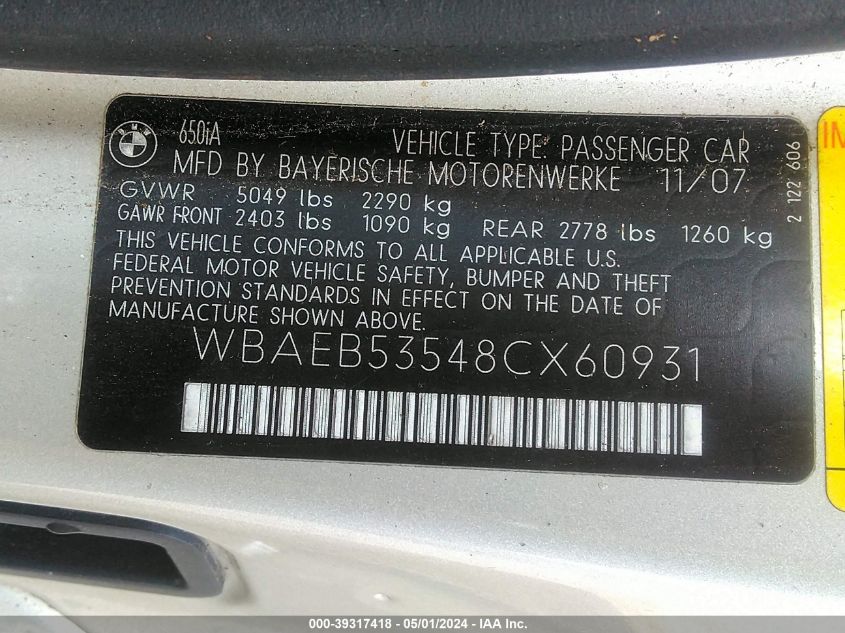 BMW
650iA
VEHICLE TYPE: PASSENGER CAR
MFD BY BAYERISCHE MOTORENWERKE 11/07
GVWR 5049 lbs 2290 kg
GAWR FRONT 2403 lbs 1090 kg REAR 2778 lbs 1260 kg
THIS VEHICLE CONFORMS TO ALL APPLICABLE U.S.
FEDERAL MOTOR VEHICLE SAFETY, BUMPER AND THEFT
PREVENTION STANDARDS IN EFFECT ON THE DATE OF
MANUFACTURE SHOWN ABOVE.
WBAEB53548CX60931
2 122 606
000-39317418 - 05/01/2024 - IAA Inc.